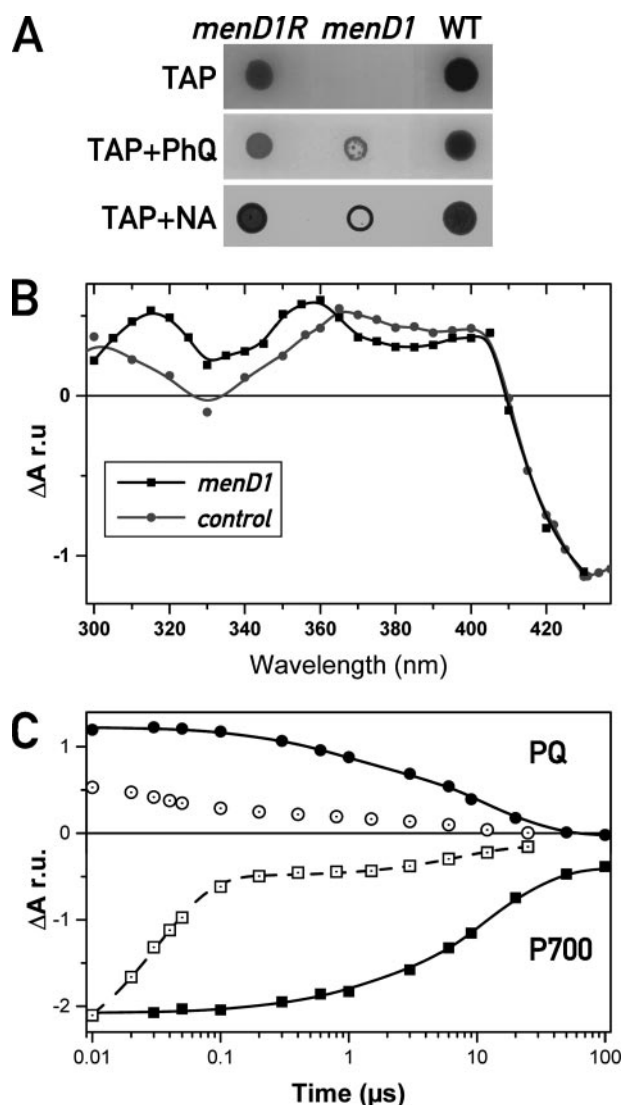 A
menD1R menD1 WT
TAP
TAP+PhQ
TAP+NA
B
ΔA r.u
0
-1
menD1
control
300 320 340 360 380 400 420
Wavelength (nm)
C
ΔA r.u.
1
0
-1
-2
PQ
P700
0.01 0.1 1 10 100
Time (µs)